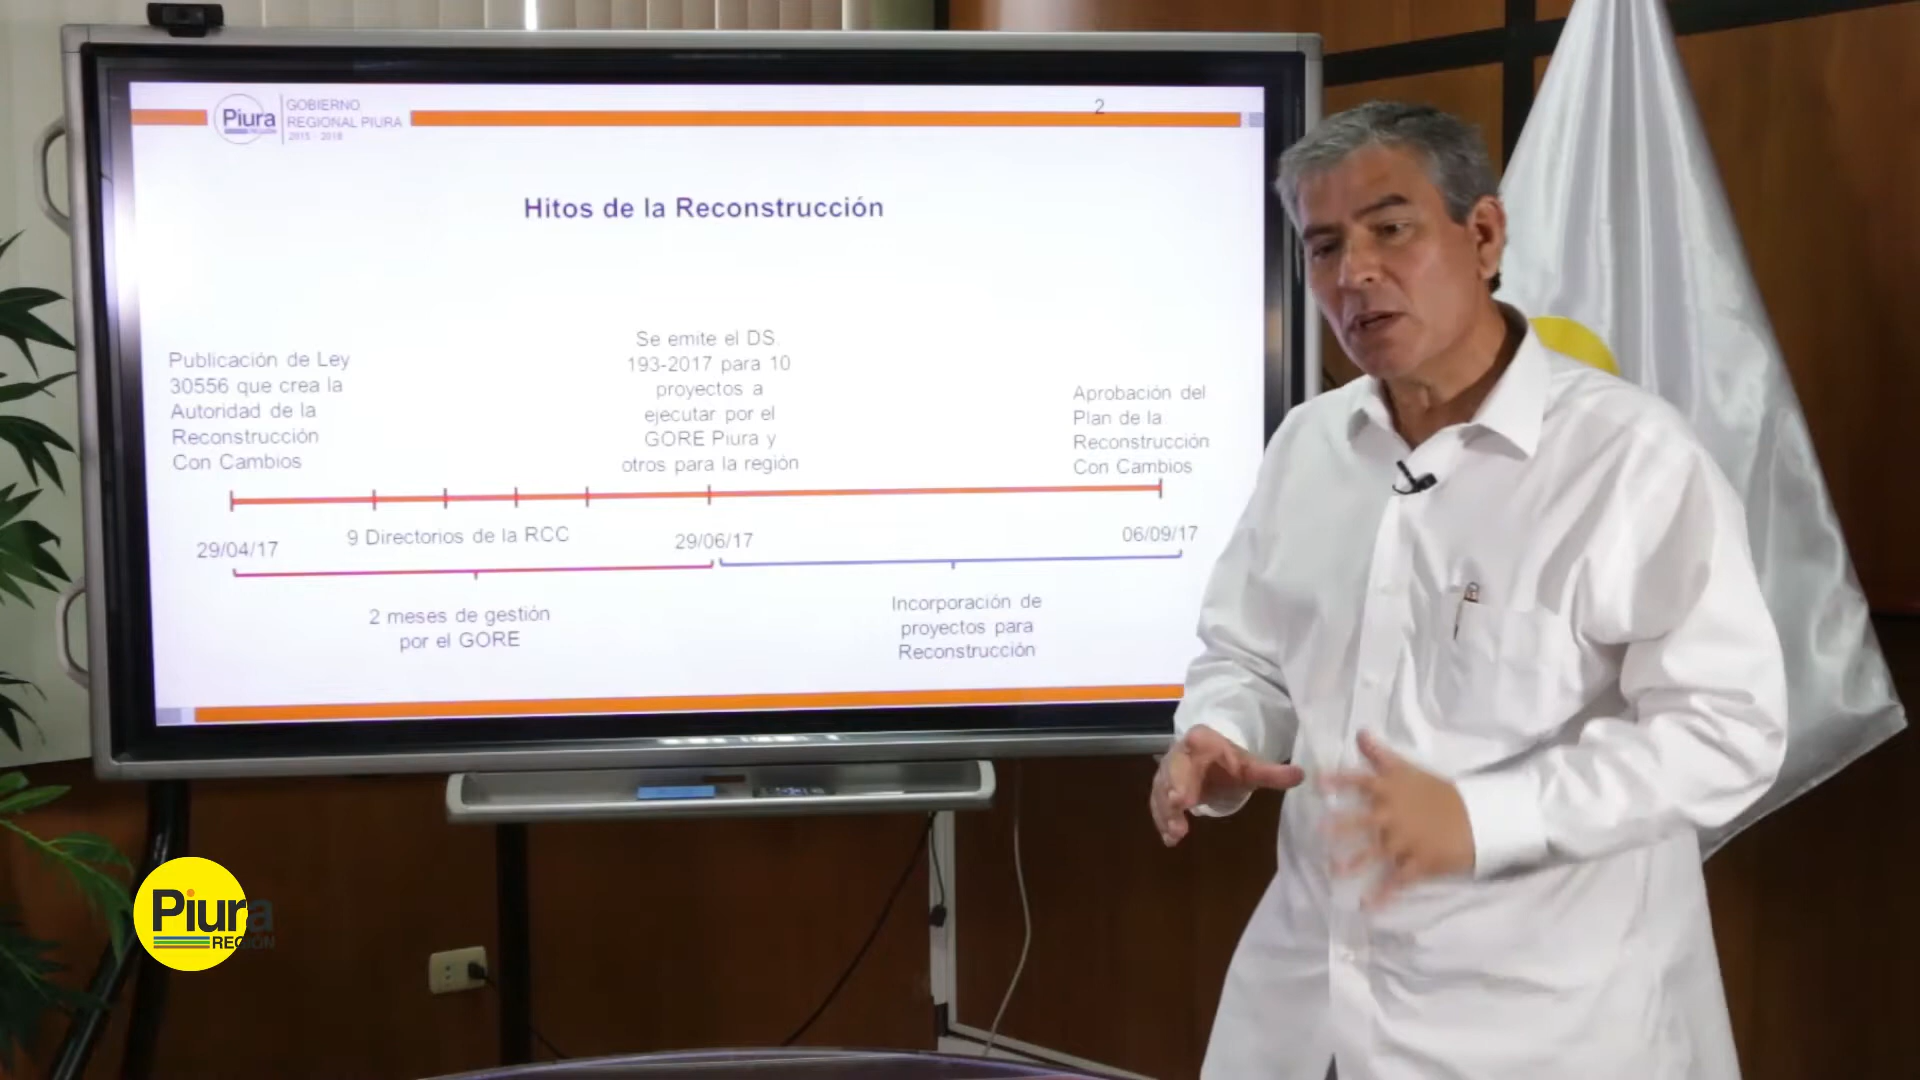 Piura
REGIÓN
GOBIERNO
REGIONAL PIURA
2015 - 2018
2
Hitos de la Reconstrucción
Publicación de Ley
30556 que crea la
Autoridad de la
Reconstrucción
Con Cambios
Se emite el DS.
193-2017 para 10
proyectos a
ejecutar por el
GORE Piura y
otros para la región
Aprobación del
Plan de la
Reconstrucción
Con Cambios
29/04/17
9 Directorios de la RCC
29/06/17
06/09/17
2 meses de gestión
por el GORE
Incorporación de
proyectos para
Reconstrucción
Piura
REGIÓN